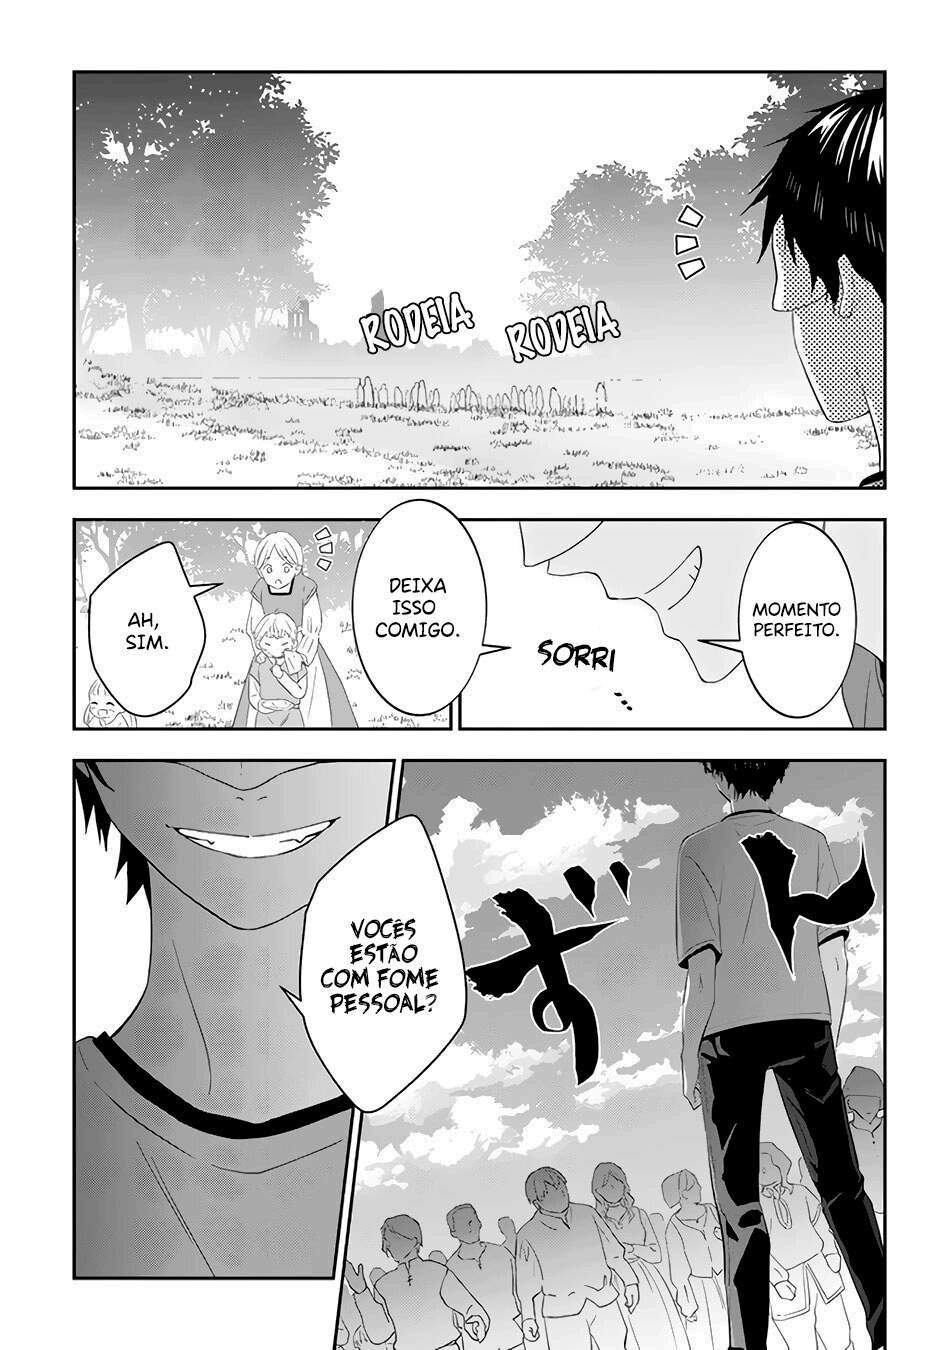 RODEIA
RODEIA
MOMENTO
PERFEITO.
SORRI
DEIXA
ISSO
COMIGO.
AH,
SIM.
ド
ず
VOCÊS
ESTÃO
COM FOME
PESSOAL?